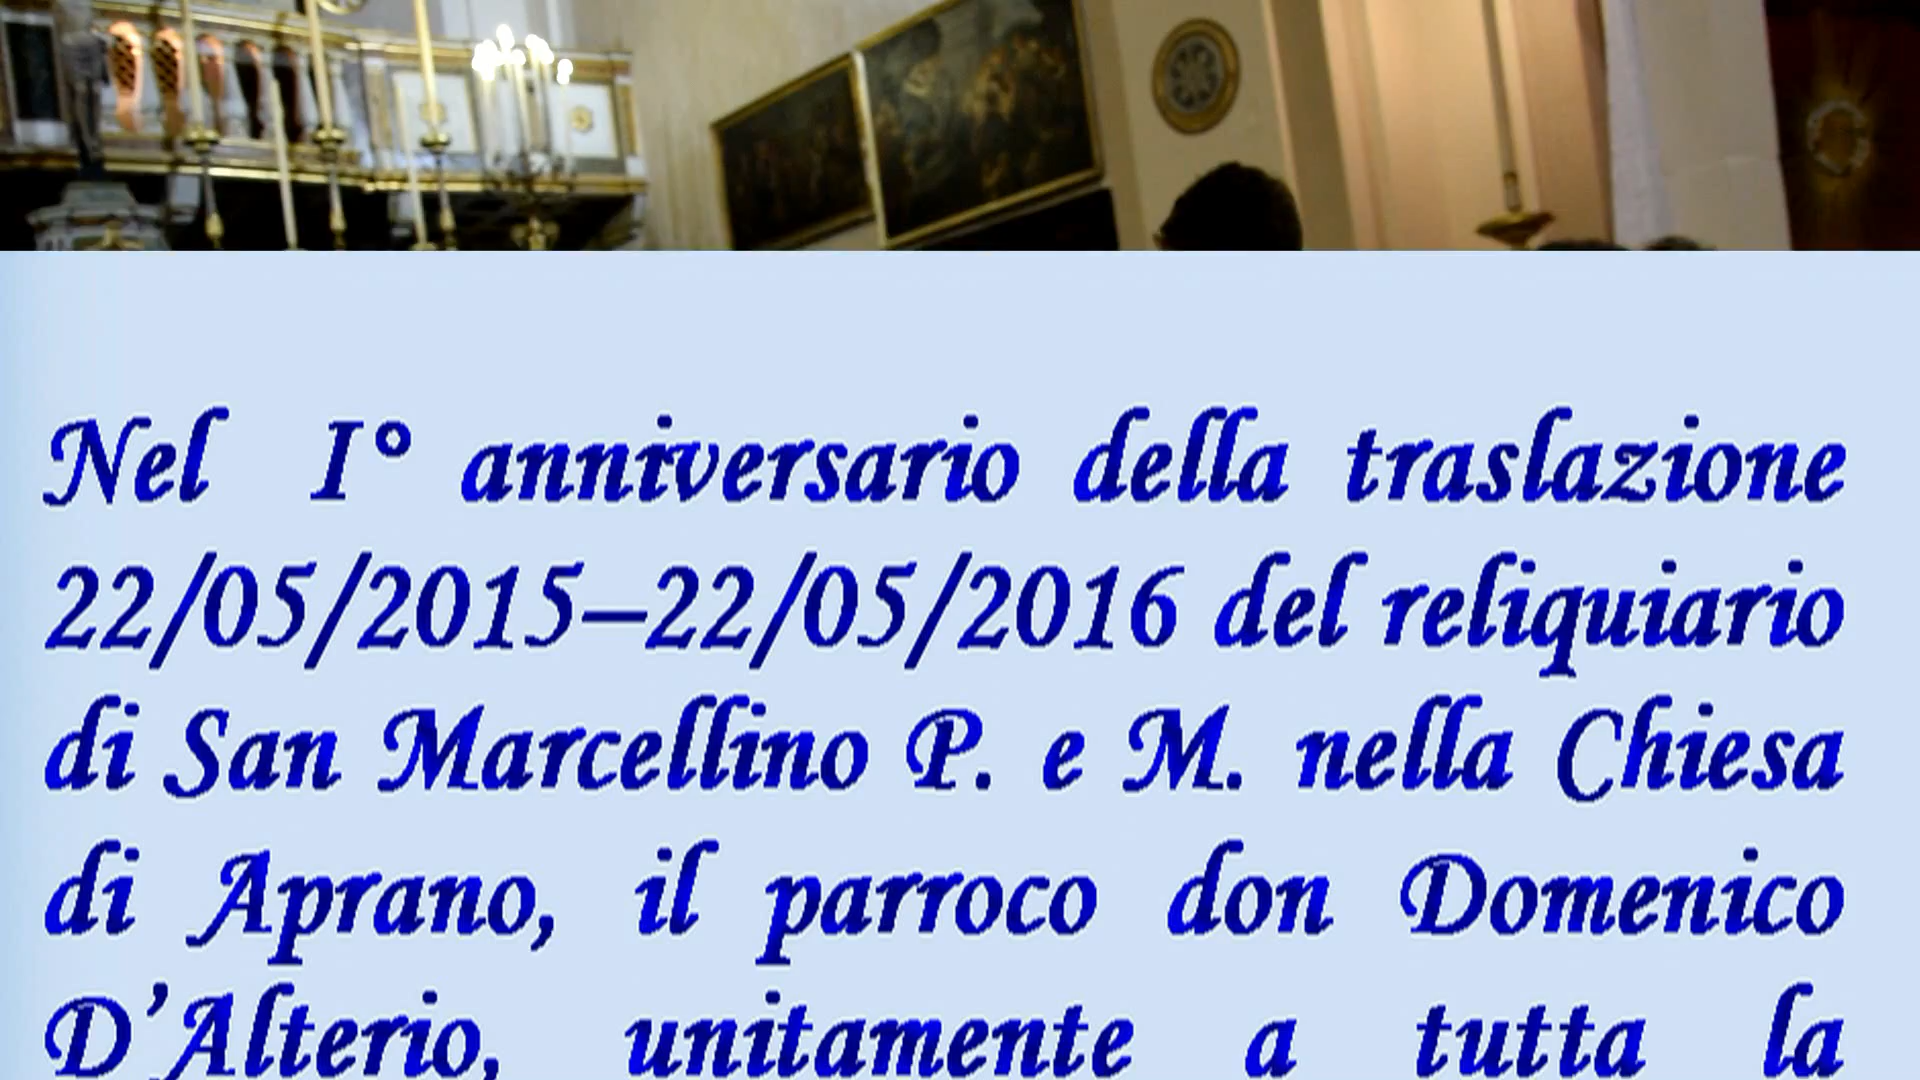 Nel I° anniversario della traslazione
22/05/2015–22/05/2016 del reliquiario
di San Marcellino P. e M. nella Chiesa
di Aprano, il parroco don Domenico
D’Alterio, unitamente a tutta la